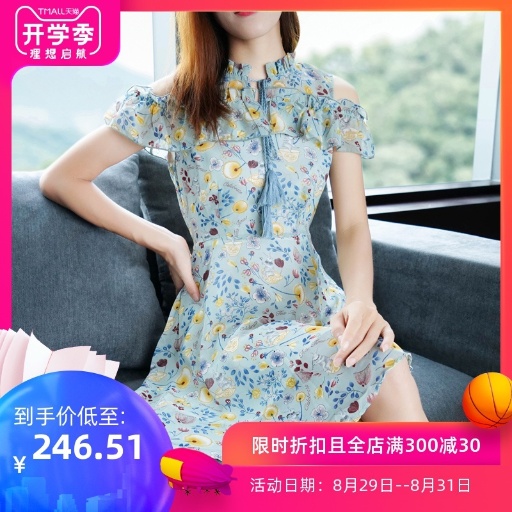 TMALL天猫
开学季
理想启航
到手价低至:
¥ 246.51
限时折扣且全店满300减30
活动日期：8月29日--8月31日